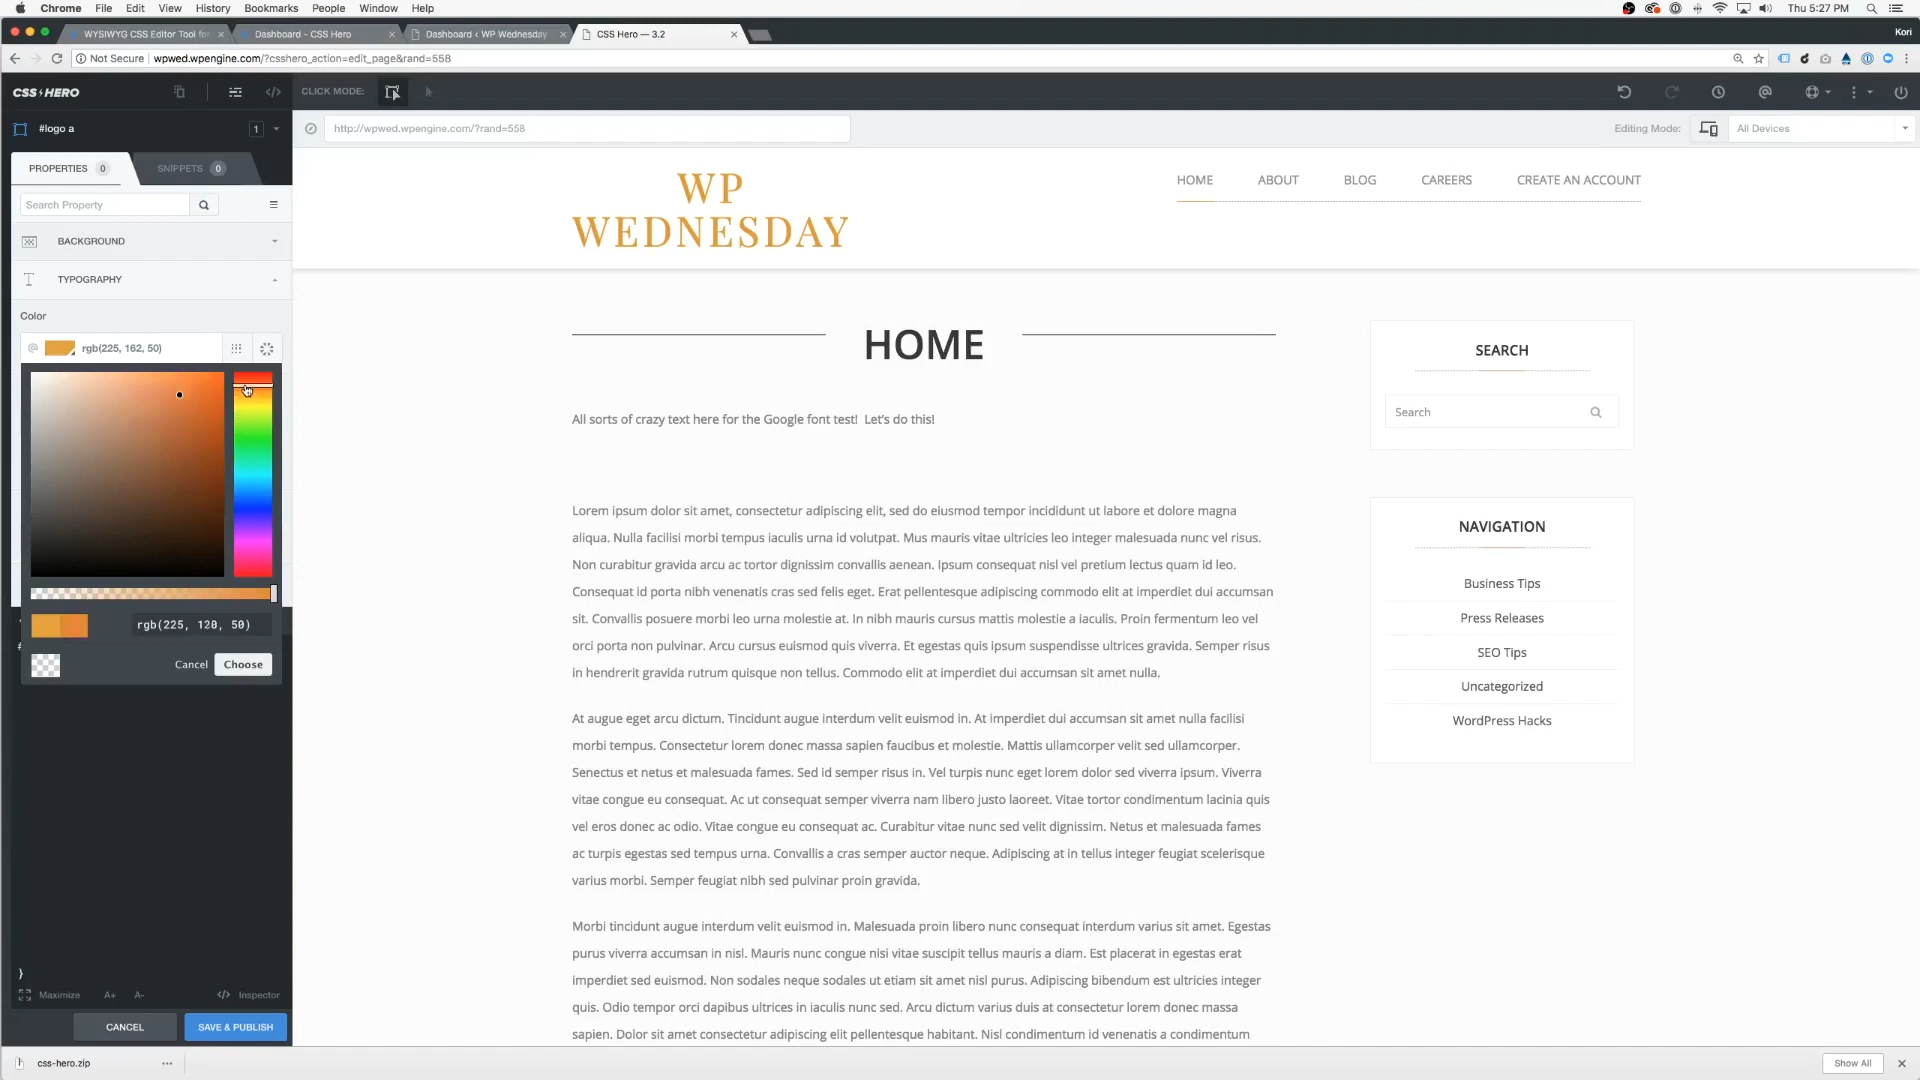 Chrome File Edit View History Bookmarks People Window Help Thu 5:27 PM
WYSIWYG CSS Editor Tool fo Dashboard - CSS Hero Dashboard ‹ WP Wednesday CSS Hero — 3.2 Kori
Not Secure wpwed.wpengine.com/?csshero_action=edit_page&rand=558
CSS HERO CLICK MODE:
#logo a 1
http://wpwed.wpengine.com/?rand=558 Editing Mode: All Devices
PROPERTIES 0 SNIPPETS 0
Search Property
BACKGROUND
TYPOGRAPHY
Color
rgb(225, 162, 50)
rgb(225, 120, 50)
Cancel Choose
}
Maximize A+ A- Inspector
CANCEL SAVE & PUBLISH
WP
WEDNESDAY
HOME ABOUT BLOG CAREERS CREATE AN ACCOUNT
HOME
All sorts of crazy text here for the Google font test! Let's do this!
Lorem ipsum dolor sit amet, consectetur adipiscing elit, sed do eiusmod tempor incididunt ut labore et dolore magna
aliqua. Nulla facilisi morbi tempus iaculis urna id volutpat. Mus mauris vitae ultricies leo integer malesuada nunc vel risus.
Non curabitur gravida arcu ac tortor dignissim convallis aenean. Ipsum consequat nisl vel pretium lectus quam id leo.
Consequat id porta nibh venenatis cras sed felis eget. Erat pellentesque adipiscing commodo elit at imperdiet dui accumsan
sit. Convallis posuere morbi leo urna molestie at. In nibh mauris cursus mattis molestie a iaculis. Proin fermentum leo vel
orci porta non pulvinar. Arcu cursus euismod quis viverra. Et egestas quis ipsum suspendisse ultrices gravida. Semper risus
in hendrerit gravida rutrum quisque non tellus. Commodo elit at imperdiet dui accumsan sit amet nulla.
At augue eget arcu dictum. Tincidunt augue interdum velit euismod in. At imperdiet dui accumsan sit amet nulla facilisi
morbi tempus. Consectetur lorem donec massa sapien faucibus et molestie. Mattis ullamcorper velit sed ullamcorper.
Senectus et netus et malesuada fames. Sed id semper risus in. Vel turpis nunc eget lorem dolor sed viverra ipsum. Viverra
vitae congue eu consequat. Ac ut consequat semper viverra nam libero justo laoreet. Vitae tortor condimentum lacinia quis
vel eros donec ac odio. Vitae congue eu consequat ac. Curabitur vitae nunc sed velit dignissim. Netus et malesuada fames
ac turpis egestas sed tempus urna. Convallis a cras semper auctor neque. Adipiscing at in tellus integer feugiat scelerisque
varius morbi. Semper feugiat nibh sed pulvinar proin gravida.
Morbi tincidunt augue interdum velit euismod in. Malesuada proin libero nunc consequat interdum varius sit amet. Egestas
purus viverra accumsan in nisl. Mauris nunc congue nisi vitae suscipit tellus mauris a diam. Est placerat in egestas erat
imperdiet sed euismod. Non sodales neque sodales ut etiam sit amet nisl purus. Adipiscing bibendum est ultricies integer
quis. Odio tempor orci dapibus ultrices in iaculis nunc sed. Arcu dictum varius duis at consectetur lorem donec massa
sapien. Dolor sit amet consectetur adipiscing elit pellentesque habitant. Nisl condimentum id venenatis a condimentum
SEARCH
Search
NAVIGATION
Business Tips
Press Releases
SEO Tips
Uncategorized
WordPress Hacks
css-hero.zip Show All